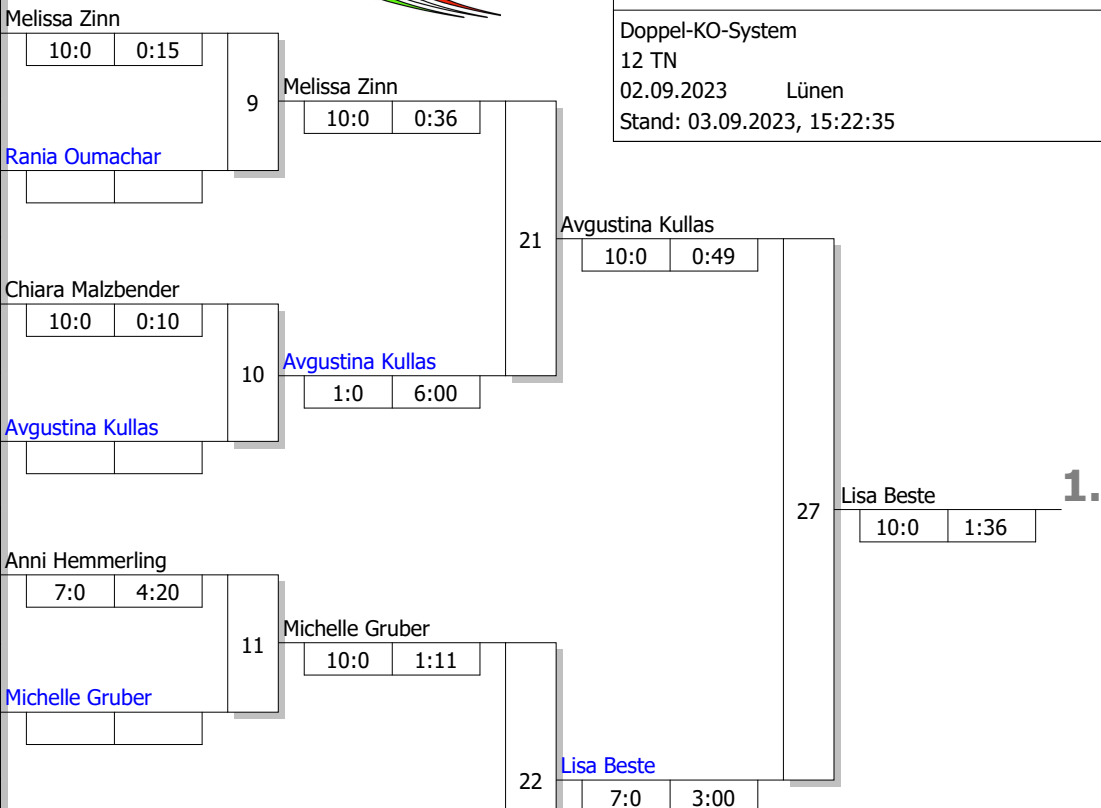 Melissa Zinn
10:0 0:15
9
Rania Oumachar
Melissa Zinn
10:0 0:36
Doppel-KO-System
12 TN
02.09.2023 Lünen
Stand: 03.09.2023, 15:22:35
21
Avgustina Kullas
10:0 0:49
Chiara Malzbender
10:0 0:10
10
Avgustina Kullas
Avgustina Kullas
1:0 6:00
27
Lisa Beste
10:0 1:36
1.
Anni Hemmerling
7:0 4:20
11
Michelle Gruber
Michelle Gruber
10:0 1:11
22
Lisa Beste
7:0 3:00